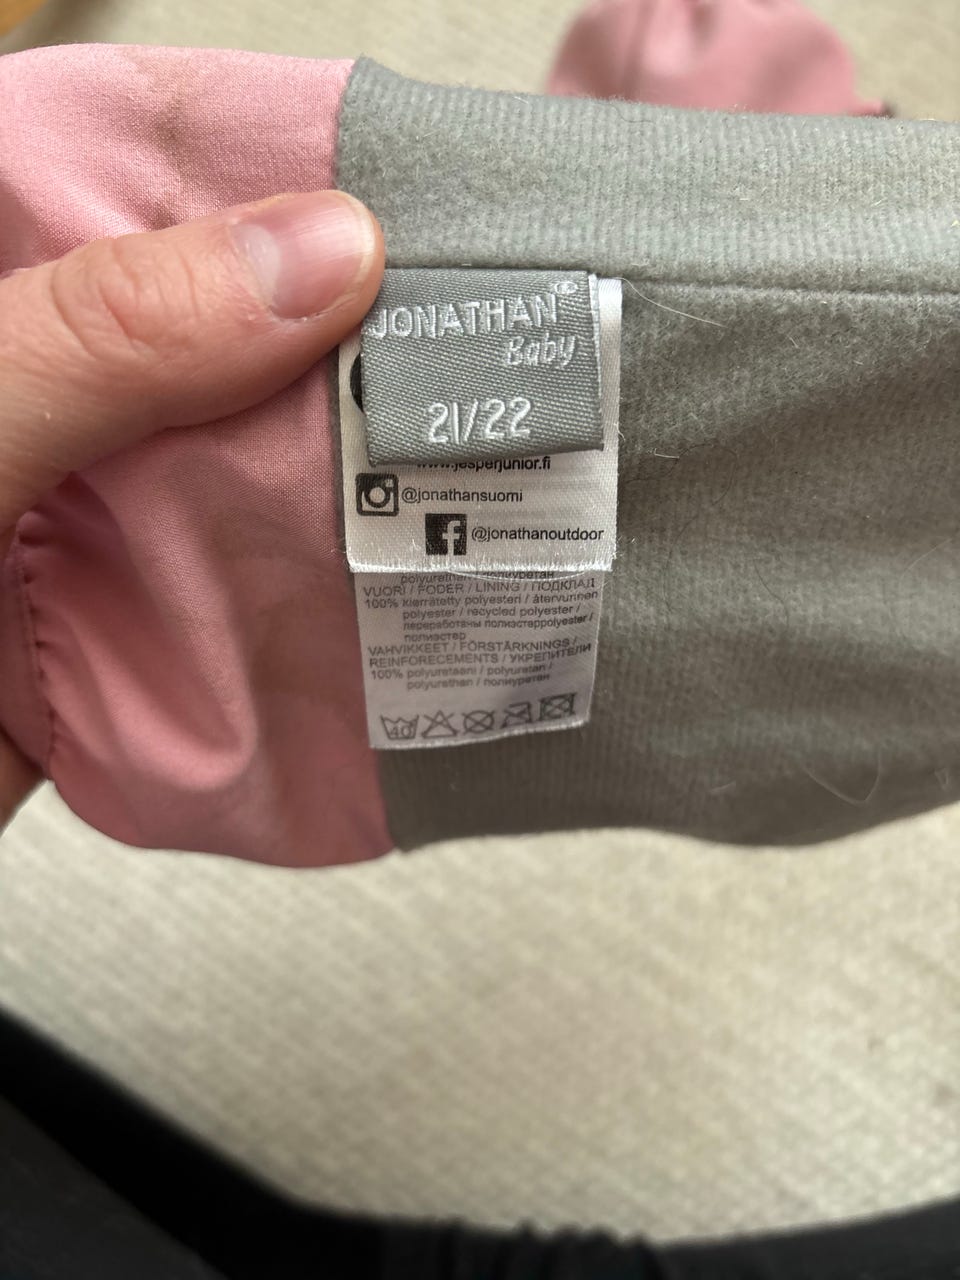 JONATHAN®
Baby
21/22
www.jesperjunior.fi
@jonathansuomi
@jonathanoutdoor
polyurethan / полиуретан
VUORI / FODER / LINING / ПОДКЛАД
100% Kierrätetty polyesteri / återvunnen
polyester / recycled polyester /
переработаны полиэстерpolyester /
полиэстер
VAHVIKKEET / FÖRSTÄRKNINGS /
REINFORECEMENTS / УКРЕПИТЕЛИ
100% polyuretaani / polyuretan /
polyurethan / полиуретан
40